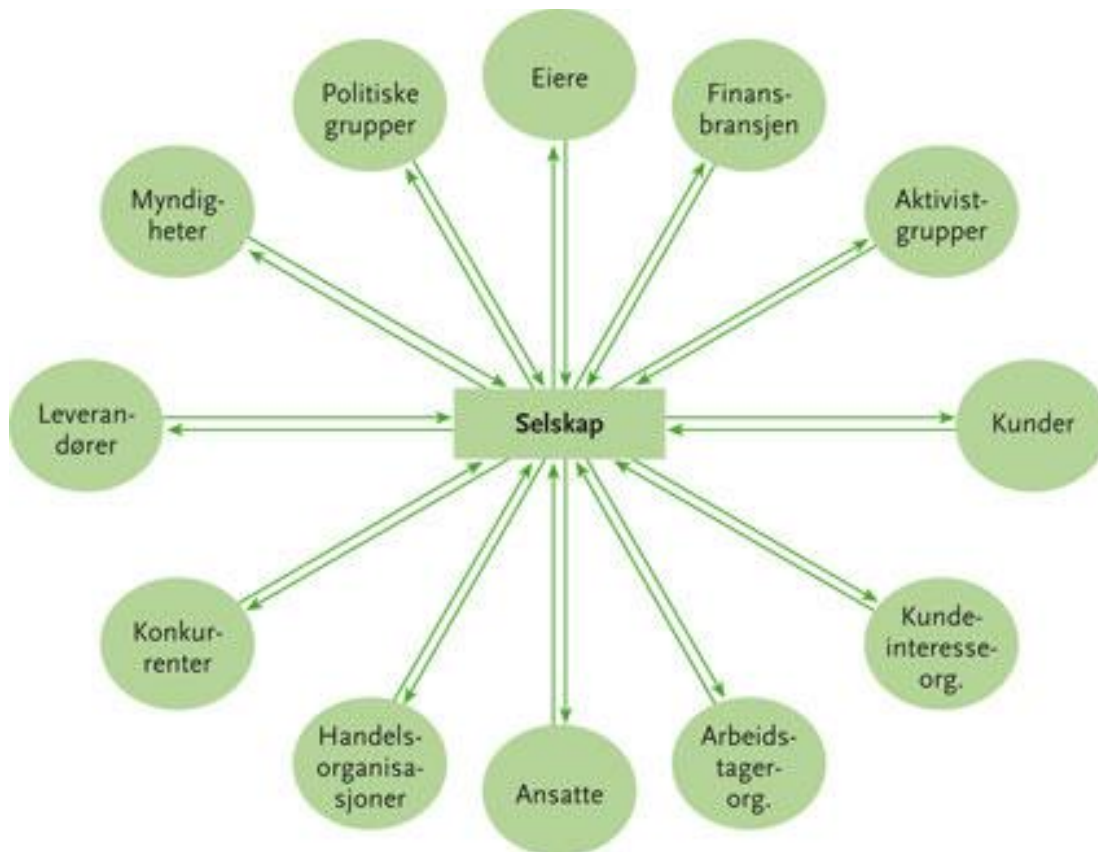 Eiere
Politiske
grupper
Finans-
bransjen
Myndig-
heter
Aktivist-
grupper
Leveran-
dører
Selskap
Kunder
Konkur-
renter
Kunde-
interesse-
org.
Handels-
organisa-
sjoner
Ansatte
Arbeids-
tager-
org.